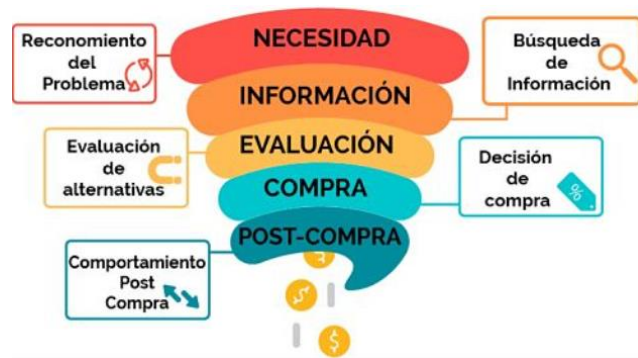 Reconomiento
del
Problema
NECESIDAD
Búsqueda
de
Información
INFORMACIÓN
Evaluación
de
alternativas
EVALUACIÓN
COMPRA
Decisión
de
compra
%
POST-COMPRA
Comportamiento
Post
Compra
$
$